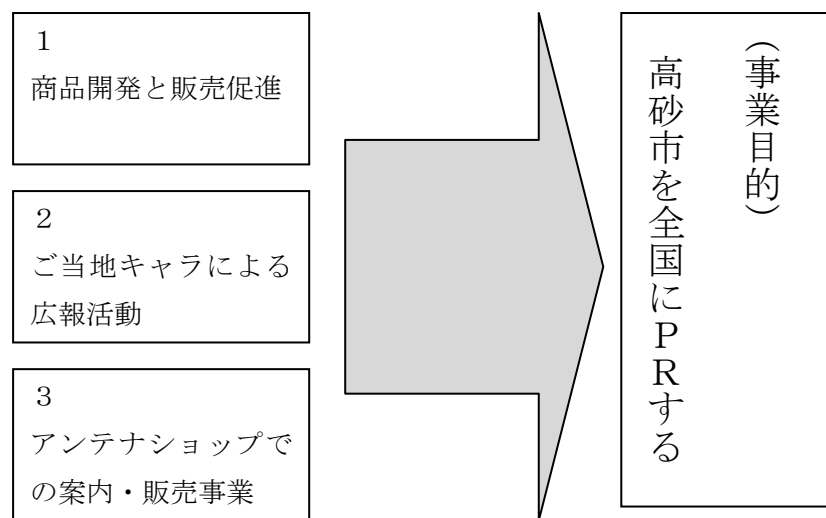 １
商品開発と販売促進
２
ご当地キャラによる
広報活動
３
アンテナショップで
の案内・販売事業
（事業目的）
高砂市を全国にＰＲする